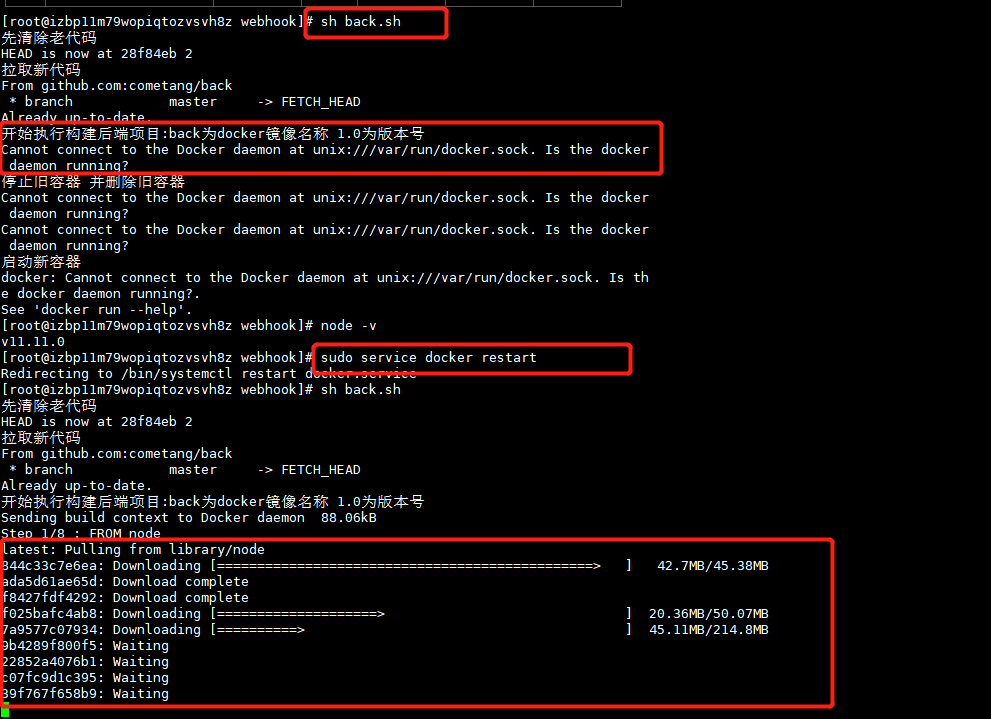 [root@izbp11m79wopiqtozvsvh8z webhook]# sh back.sh
先清除老代码
HEAD is now at 28f84eb 2
拉取新代码
From github.com:cometang/back
 * branch            master     -> FETCH_HEAD
Already up-to-date.
开始执行构建后端项目:back为docker镜像名称 1.0为版本号
Cannot connect to the Docker daemon at unix:///var/run/docker.sock. Is the docker
 daemon running?
停止旧容器 并删除旧容器
Cannot connect to the Docker daemon at unix:///var/run/docker.sock. Is the docker
 daemon running?
Cannot connect to the Docker daemon at unix:///var/run/docker.sock. Is the docker
 daemon running?
启动新容器
docker: Cannot connect to the Docker daemon at unix:///var/run/docker.sock. Is th
e docker daemon running?.
See 'docker run --help'.
[root@izbp11m79wopiqtozvsvh8z webhook]# node -v
v11.11.0
[root@izbp11m79wopiqtozvsvh8z webhook]# sudo service docker restart
Redirecting to /bin/systemctl restart docker.service
[root@izbp11m79wopiqtozvsvh8z webhook]# sh back.sh
先清除老代码
HEAD is now at 28f84eb 2
拉取新代码
From github.com:cometang/back
 * branch            master     -> FETCH_HEAD
Already up-to-date.
开始执行构建后端项目:back为docker镜像名称 1.0为版本号
Sending build context to Docker daemon  88.06kB
Step 1/8 : FROM node
latest: Pulling from library/node
844c33c7e6ea: Downloading [===============================================>   ]   42.7MB/45.38MB
ada5d61ae65d: Download complete
f8427fdf4292: Download complete
f025bafc4ab8: Downloading [====================>                              ]  20.36MB/50.07MB
7a9577c07934: Downloading [==========>                                        ]  45.11MB/214.8MB
9b4289f800f5: Waiting
22852a4076b1: Waiting
c07fc9d1c395: Waiting
39f767f658b9: Waiting